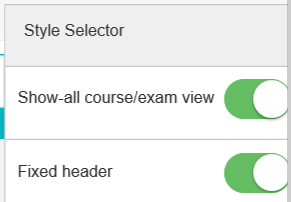 Style Selector
Show-all course/exam view
Fixed header